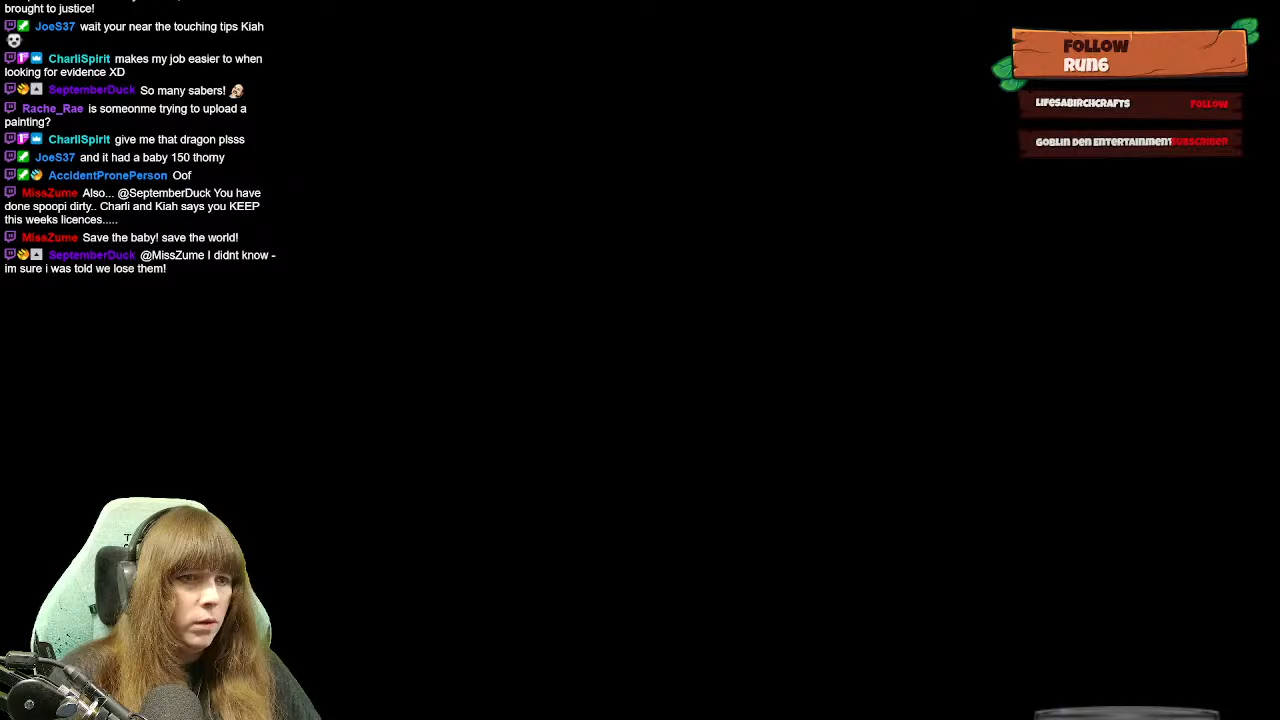 brought to justice!
JoeS37 wait your near the touching tips Kiah
CharliSpirit makes my job easier to when
looking for evidence XD
SeptemberDuck So many sabers!
Rache_Rae is someonme trying to upload a
painting?
CharliSpirit give me that dragon plsss
JoeS37 and it had a baby 150 thorny
AccidentPronePerson Oof
MissZume Also... @SeptemberDuck You have
done spoopi dirty.. Charli and Kiah says you KEEP
this weeks licences.....
MissZume Save the baby! save the world!
SeptemberDuck @MissZume I didnt know -
im sure i was told we lose them!
FOLLOW
Run6
LifesABirchCrafts FOLLOW
Goblin Den Entertainment SUBSCRIBER